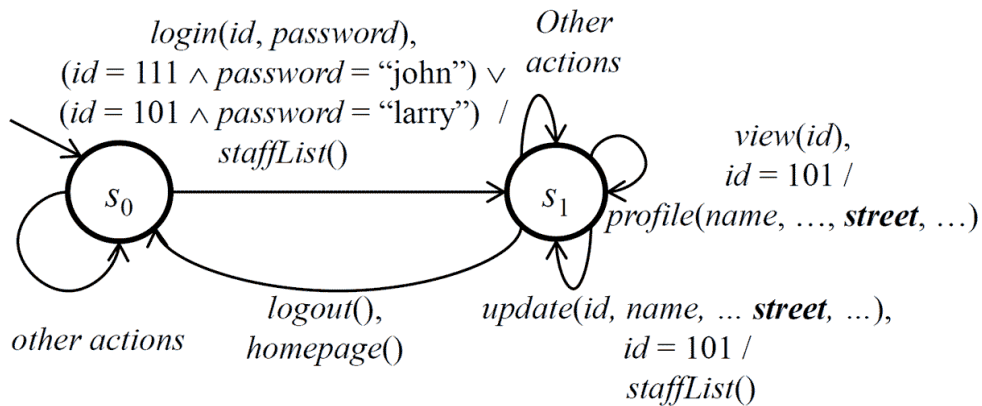 login(id, password),
(id = 111 ∧ password = “john”) ∨
(id = 101 ∧ password = “larry”) /
staffList()
Other
actions
view(id),
id = 101 /
profile(name, …, street, …)
s0
s1
other actions
logout(),
homepage()
update(id, name, ... street, ...),
id = 101 /
staffList()